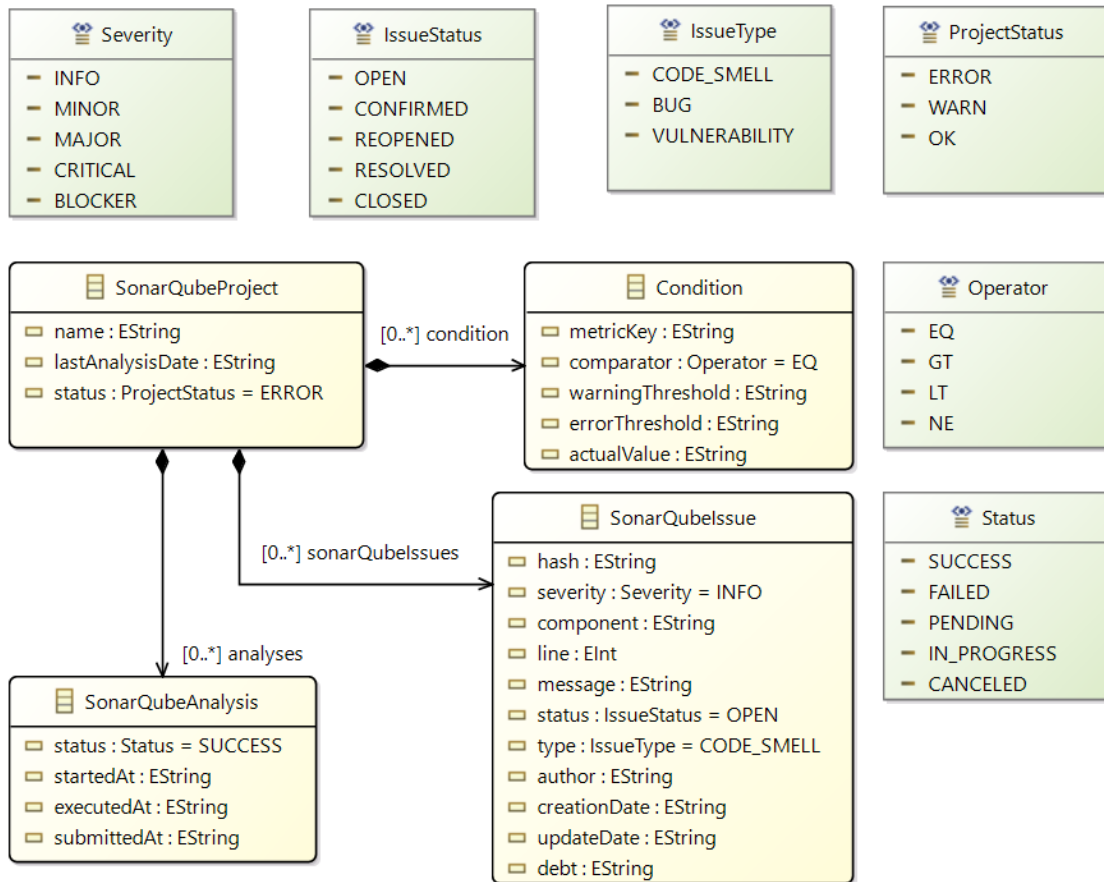 Severity
INFO
MINOR
MAJOR
CRITICAL
BLOCKER
IssueStatus
OPEN
CONFIRMED
REOPENED
RESOLVED
CLOSED
IssueType
CODE_SMELL
BUG
VULNERABILITY
ProjectStatus
ERROR
WARN
OK
SonarQubeProject
name : EString
lastAnalysisDate : EString
status : ProjectStatus = ERROR
[0..*] condition
Condition
metricKey : EString
comparator : Operator = EQ
warningThreshold : EString
errorThreshold : EString
actualValue : EString
Operator
EQ
GT
LT
NE
[0..*] sonarQubeIssues
SonarQubeIssue
hash : EString
severity : Severity = INFO
component : EString
line : EInt
message : EString
status : IssueStatus = OPEN
type : IssueType = CODE_SMELL
author : EString
creationDate : EString
updateDate : EString
debt : EString
Status
SUCCESS
FAILED
PENDING
IN_PROGRESS
CANCELED
[0..*] analyses
SonarQubeAnalysis
status : Status = SUCCESS
startedAt : EString
executedAt : EString
submittedAt : EString